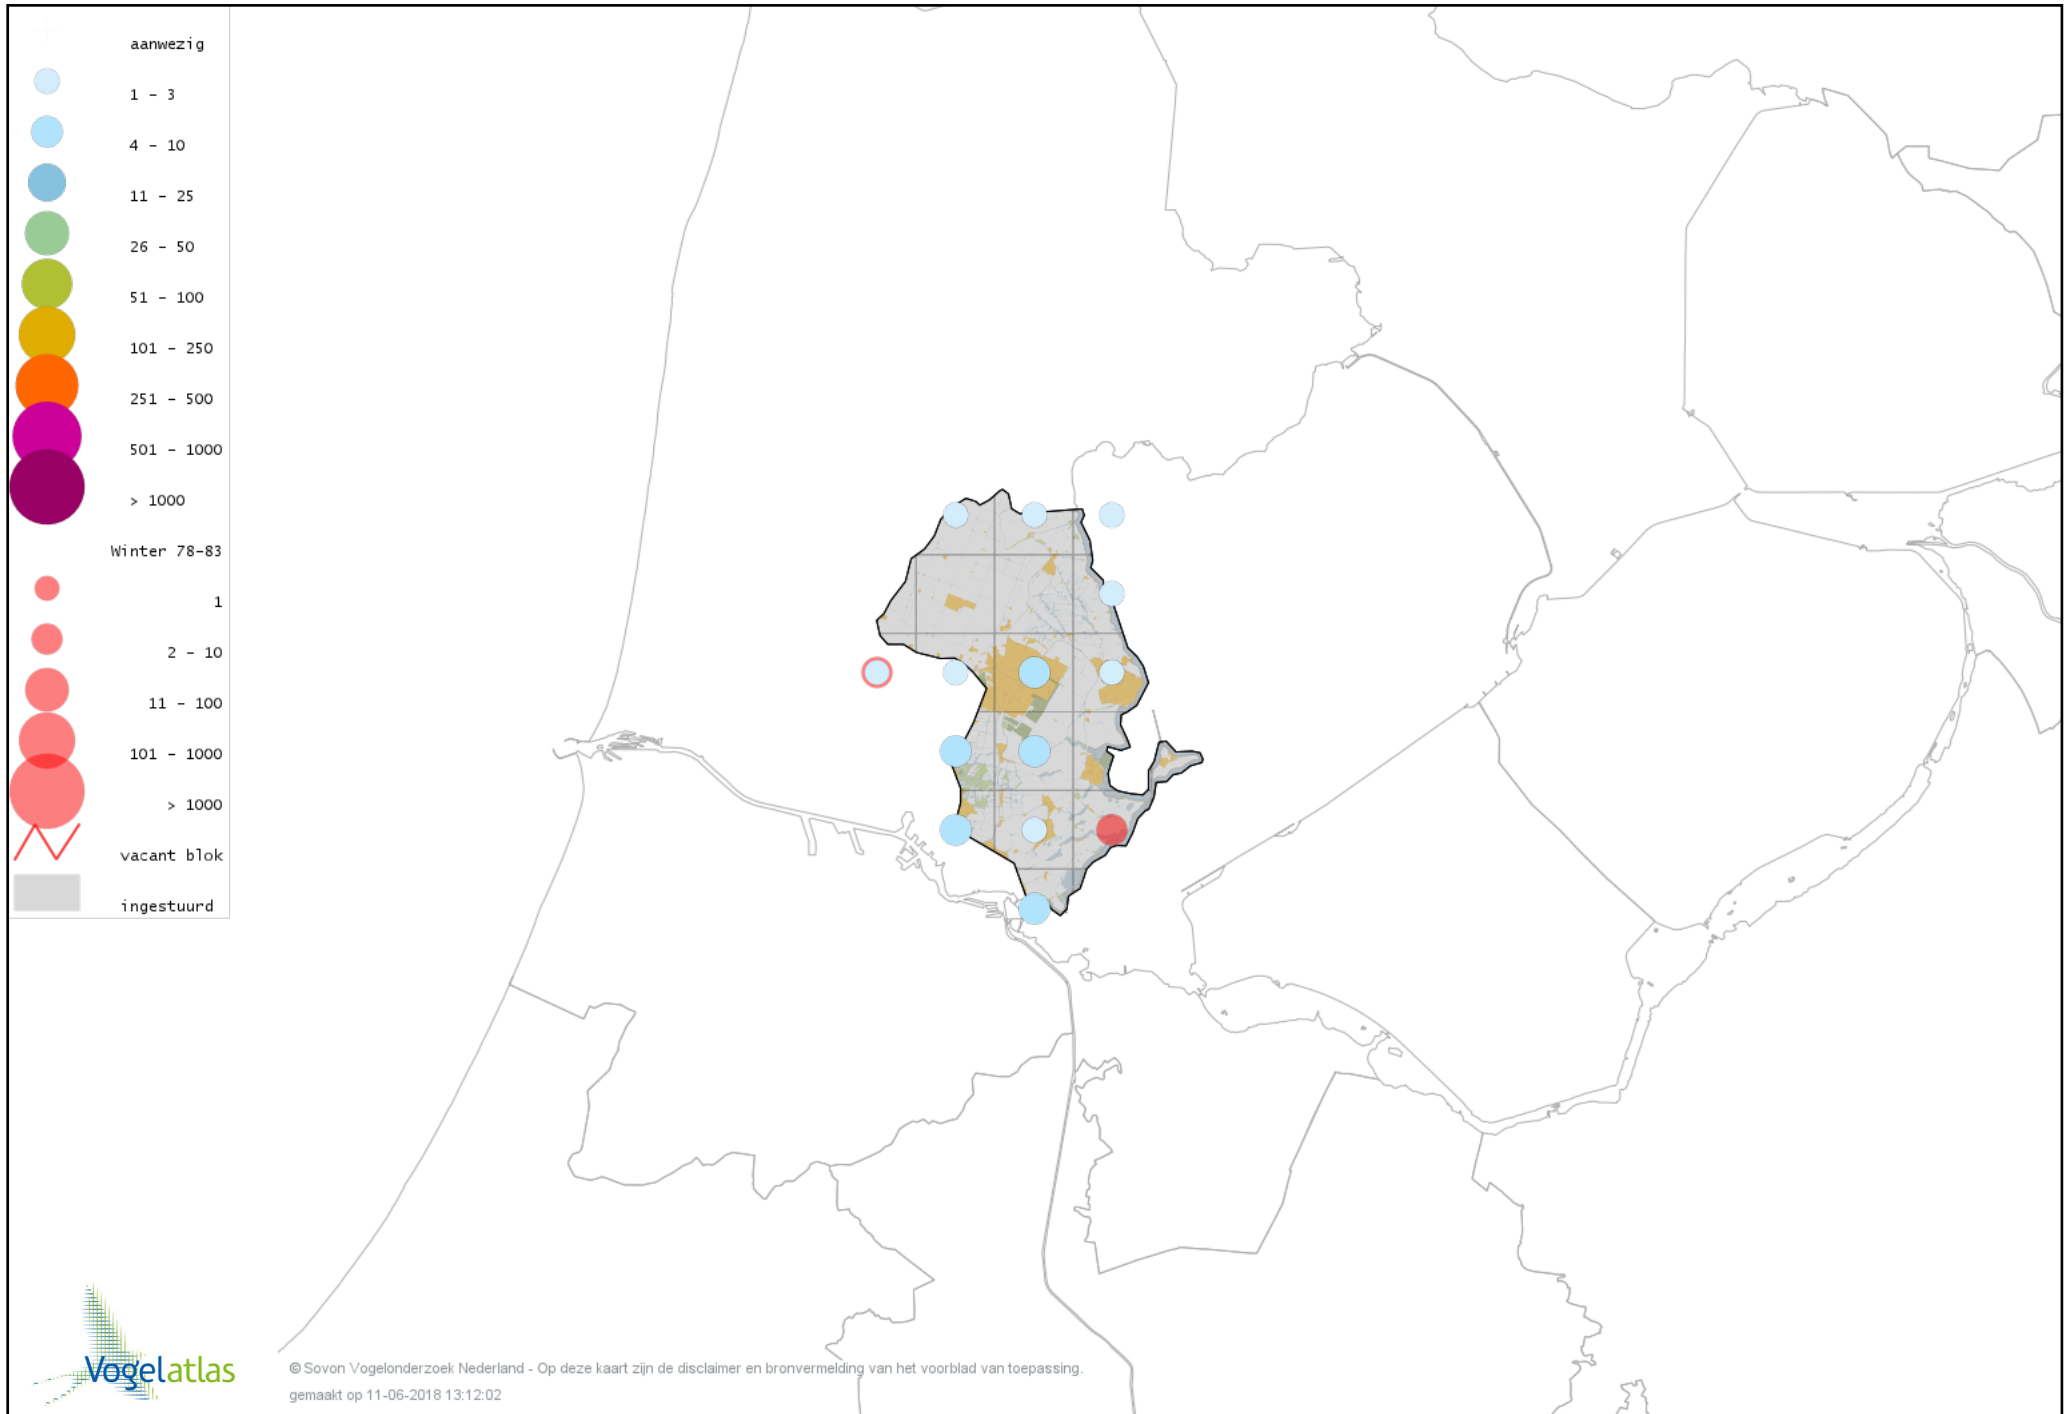 aanwezig
1 - 3
4 - 10
11 - 25
26 - 50
51 - 100
101 - 250
251 - 500
501 - 1000
> 1000
Winter 78-83
1
2 - 10
11 - 100
101 - 1000
> 1000
vacant blok
ingestuurd
Vogelatlas
© Sovon Vogelonderzoek Nederland - Op deze kaart zijn de disclaimer en bronvermelding van het voorblad van toepassing.
gemaakt op 11-06-2018 13:12:02